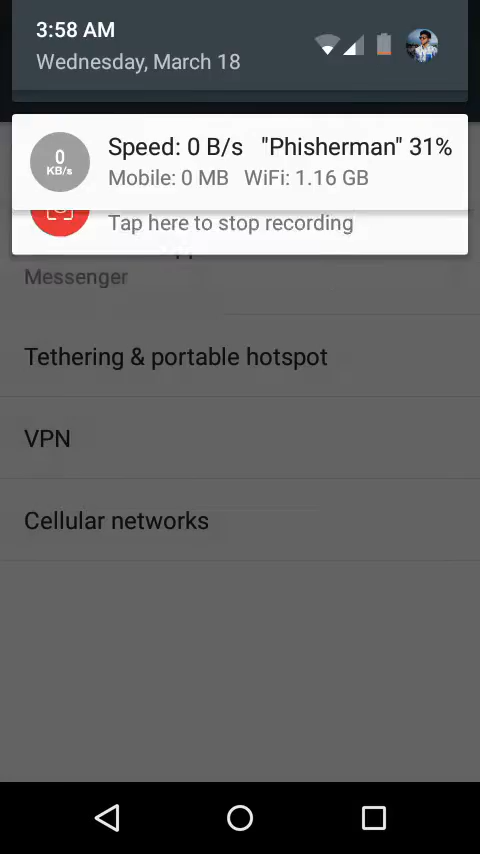 3:58 AM
Wednesday, March 18
0
KB/s
Speed: 0 B/s "Phisherman" 31%
Mobile: 0 MB WiFi: 1.16 GB
Tap here to stop recording
Messenger
Tethering & portable hotspot
VPN
Cellular networks